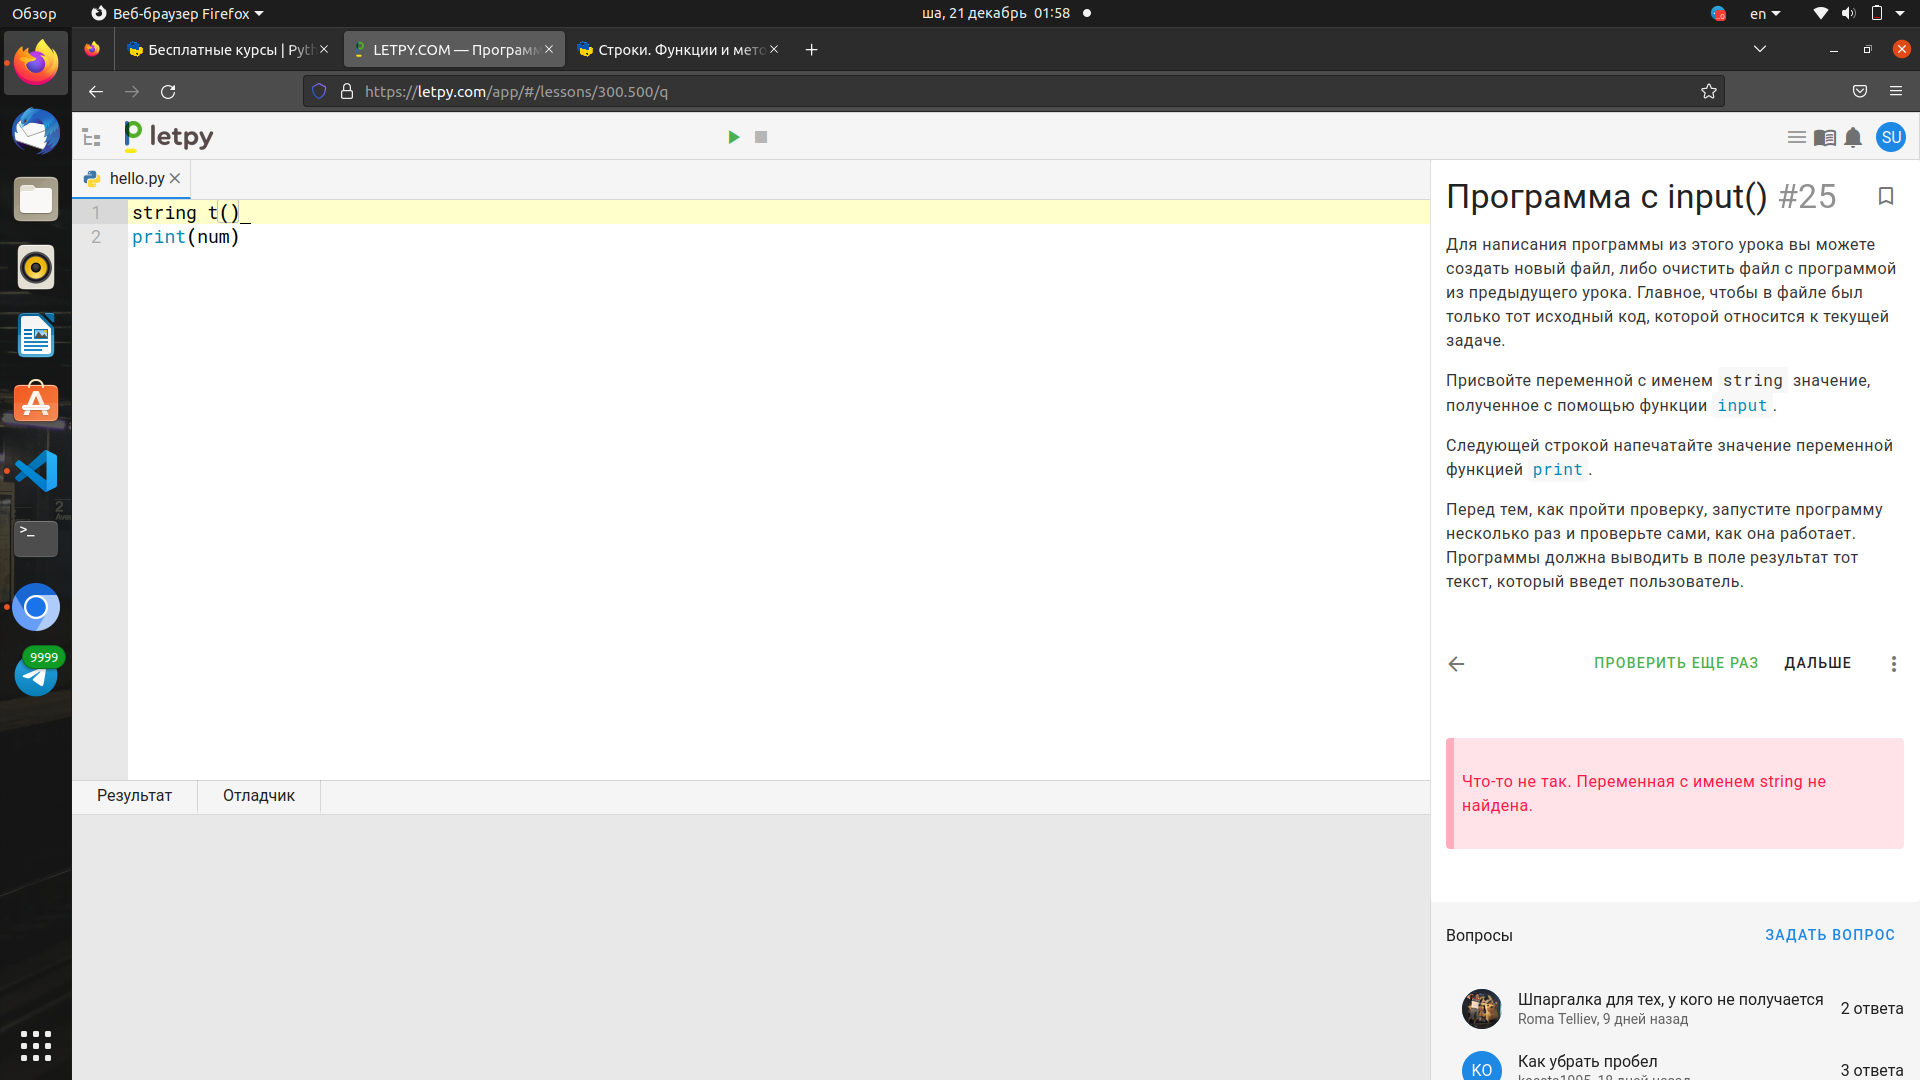 Обзор
Веб-браузер Firefox
ша, 21 декабрь 01:58
en
Бесплатные курсы | Pyth
LETPY.COM — Программ
Строки. Функции и мето
https://letpy.com/app/#/lessons/300.500/q
letpy
SU
hello.py
1 string t()_
2 print(num)
Программа с input() #25
Для написания программы из этого урока вы можете
создать новый файл, либо очистить файл с программой
из предыдущего урока. Главное, чтобы в файле был
только тот исходный код, которой относится к текущей
задаче.
Присвойте переменной с именем string значение,
полученное с помощью функции input.
Следующей строкой напечатайте значение переменной
функцией print.
Перед тем, как пройти проверку, запустите программу
несколько раз и проверьте сами, как она работает.
Программы должна выводить в поле результат тот
текст, который введет пользователь.
ПРОВЕРИТЬ ЕЩЕ РАЗ
ДАЛЬШЕ
Что-то не так. Переменная с именем string не
найдена.
Результат
Отладчик
Вопросы
ЗАДАТЬ ВОПРОС
Шпаргалка для тех, у кого не получается
Roma Telliev, 9 дней назад
2 ответа
KO
Как убрать пробел
3 ответа
9999
>_